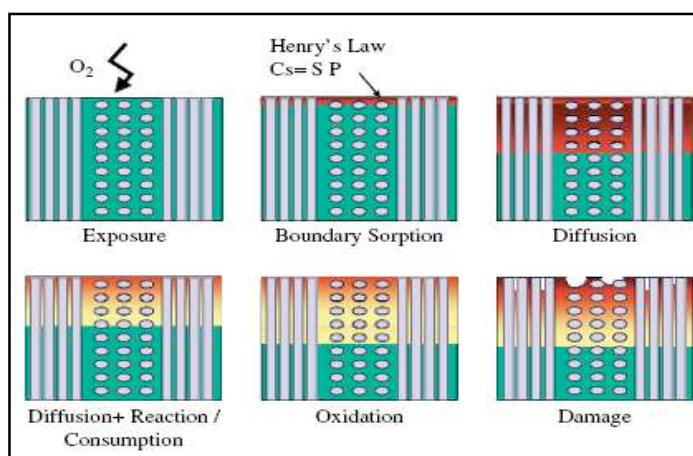 O2
Henry's Law
Cs= S P
Exposure
Boundary Sorption
Diffusion
Diffusion+ Reaction /
Consumption
Oxidation
Damage